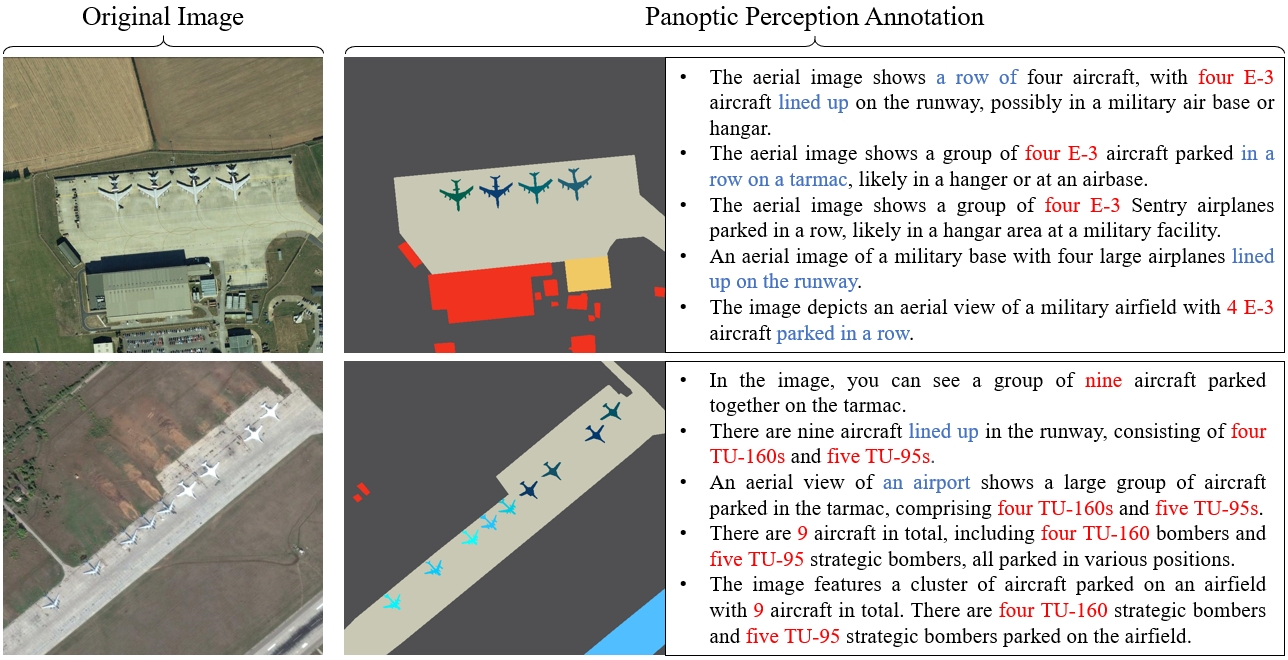 Original Image
Panoptic Perception Annotation
• The aerial image shows a row of four aircraft, with four E-3
aircraft lined up on the runway, possibly in a military air base or
hangar.
• The aerial image shows a group of four E-3 aircraft parked in a
row on a tarmac, likely in a hanger or at an airbase.
• The aerial image shows a group of four E-3 Sentry airplanes
parked in a row, likely in a hangar area at a military facility.
• An aerial image of a military base with four large airplanes lined
up on the runway.
• The image depicts an aerial view of a military airfield with 4 E-3
aircraft parked in a row.
• In the image, you can see a group of nine aircraft parked
together on the tarmac.
• There are nine aircraft lined up in the runway, consisting of four
TU-160s and five TU-95s.
• An aerial view of an airport shows a large group of aircraft
parked in the tarmac, comprising four TU-160s and five TU-95s.
• There are 9 aircraft in total, including four TU-160 bombers and
five TU-95 strategic bombers, all parked in various positions.
• The image features a cluster of aircraft parked on an airfield
with 9 aircraft in total. There are four TU-160 strategic bombers
and five TU-95 strategic bombers parked on the airfield.